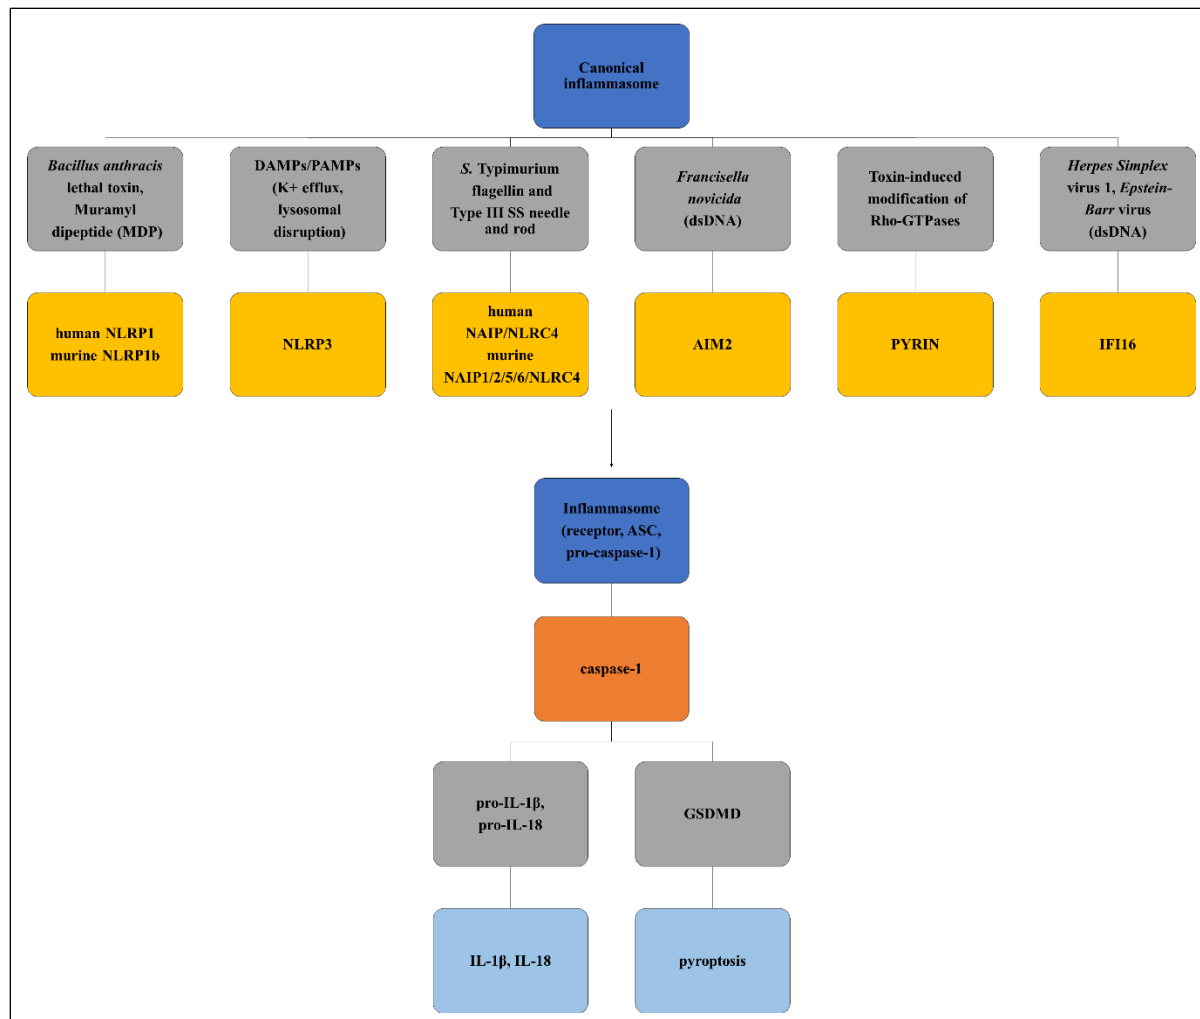 Canonical
inflammasome
Bacillus anthracis
lethal toxin,
Muramyl
dipeptide (MDP)
DAMPs/PAMPs
(K+ efflux,
lysosomal
disruption)
S. Typimurium
flagellin and
Type III SS needle
and rod
Francisella
novicida
(dsDNA)
Toxin-induced
modification of
Rho-GTPases
Herpes Simplex
virus 1, Epstein-
Barr virus
(dsDNA)
human NLRP1
murine NLRP1b
NLRP3
human
NAIP/NLRC4
murine
NAIP1/2/5/6/NLRC4
AIM2
PYRIN
IFI16
Inflammasome
(receptor, ASC,
pro-caspase-1)
caspase-1
pro-IL-1β,
pro-IL-18
GSDMD
IL-1β, IL-18
pyroptosis